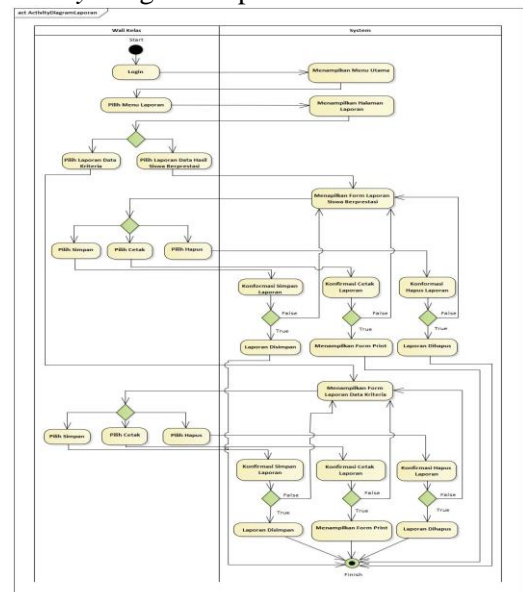 act ActivityDiagramLaporan
Wali Kelas
System
Start
Login
Menampilkan Menu Utama
Pilih Menu Laporan
Menampilkan Halaman
Laporan
Pilih Laporan Data
Kriteria
Pilih Laporan Data Hasil
Siswa Berprestasi
Menampilkan Form Laporan
Siswa Berprestasi
Pilih Simpan
Pilih Cetak
Pilih Hapus
Konformasi Simpan
Laporan
Konfirmasi Cetak
Laporan
Konformasi
Hapus Laporan
False
False
False
True
True
True
Laporan Disimpan
Menampilkan Form Print
Laporan Dihapus
Menampilkan Form
Laporan Data Kriteria
Pilih Simpan
Pilih Cetak
Pilih Hapus
Konfirmasi Simpan
Laporan
Konfirmasi Cetak
Laporan
Konfirmasi Hapus
Laporan
False
False
False
True
True
True
Laporan Disimpan
Menampilkan Form Print
Laporan Dihapus
Finish